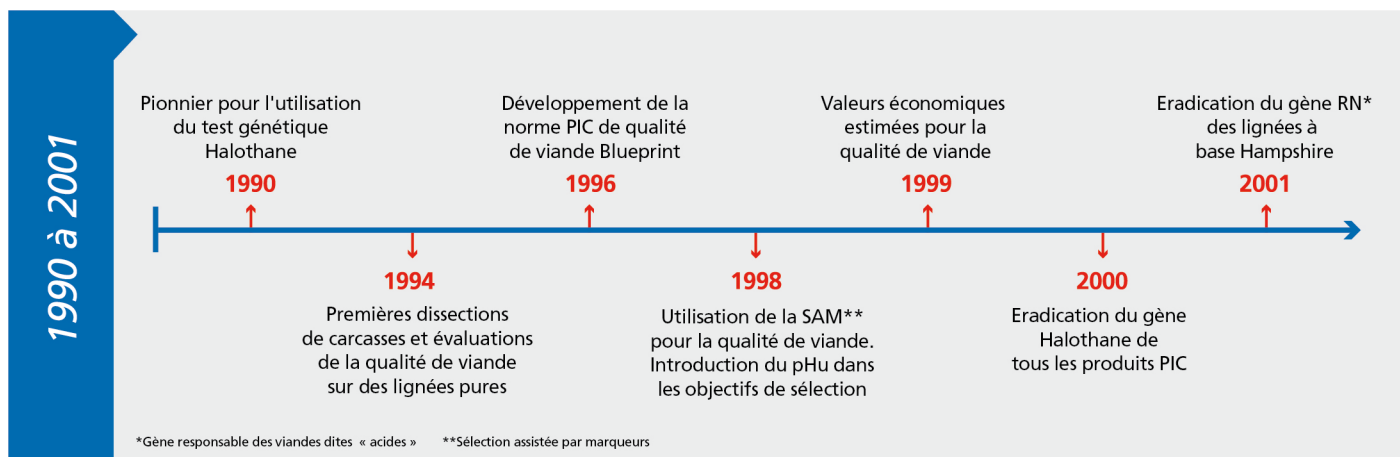 1990 à 2001
Pionnier pour l'utilisation
du test génétique
Halothane
1990
1994
Premières dissections
de carcasses et évaluations
de la qualité de viande
sur des lignées pures
Développement de la
norme PIC de qualité
de viande Blueprint
1996
1998
Utilisation de la SAM**
pour la qualité de viande.
Introduction du pHu dans
les objectifs de sélection
Valeurs économiques
estimées pour la
qualité de viande
1999
2000
Eradication du gène
Halothane de
tous les produits PIC
Eradication du gène RN*
des lignées à
base Hampshire
2001
*Gène responsable des viandes dites « acides » **Sélection assistée par marqueurs